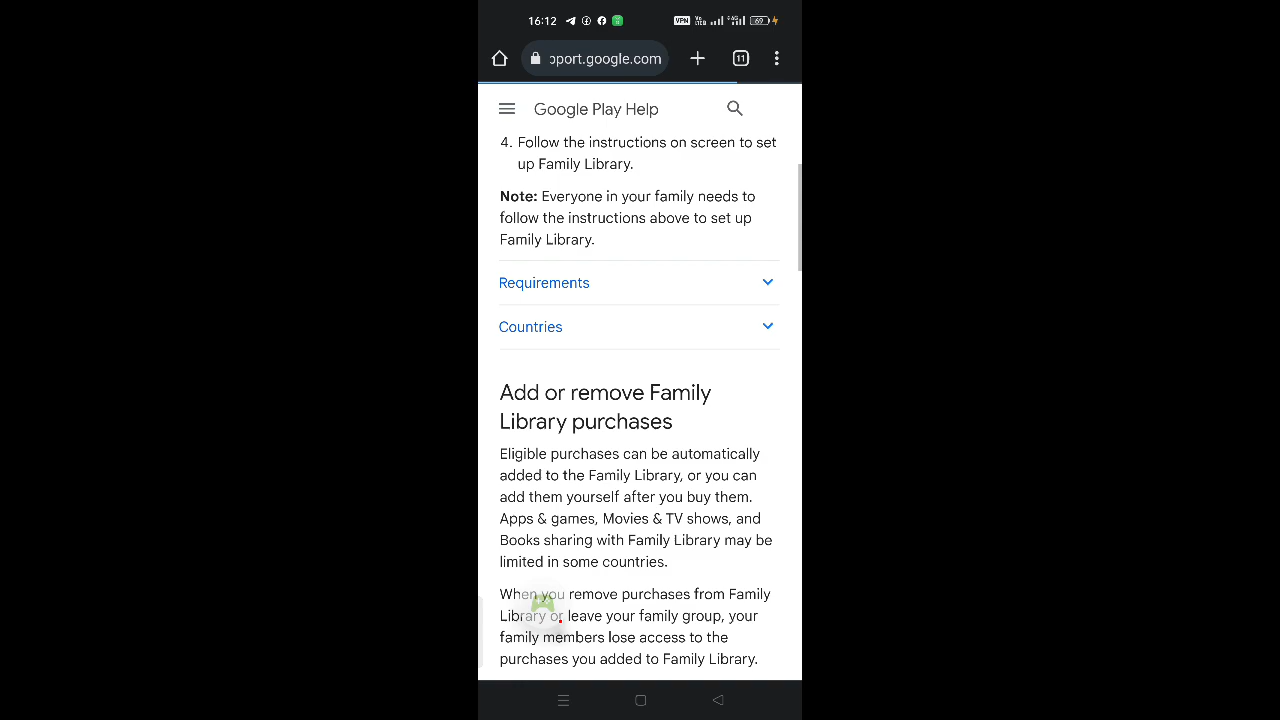 16:12
VPN
Vo LTE
4G
69
pport.google.com
11
Google Play Help
4. Follow the instructions on screen to set
up Family Library.
Note: Everyone in your family needs to
follow the instructions above to set up
Family Library.
Requirements
Countries
Add or remove Family
Library purchases
Eligible purchases can be automatically
added to the Family Library, or you can
add them yourself after you buy them.
Apps & games, Movies & TV shows, and
Books sharing with Family Library may be
limited in some countries.
When you remove purchases from Family
Library or leave your family group, your
family members lose access to the
purchases you added to Family Library.